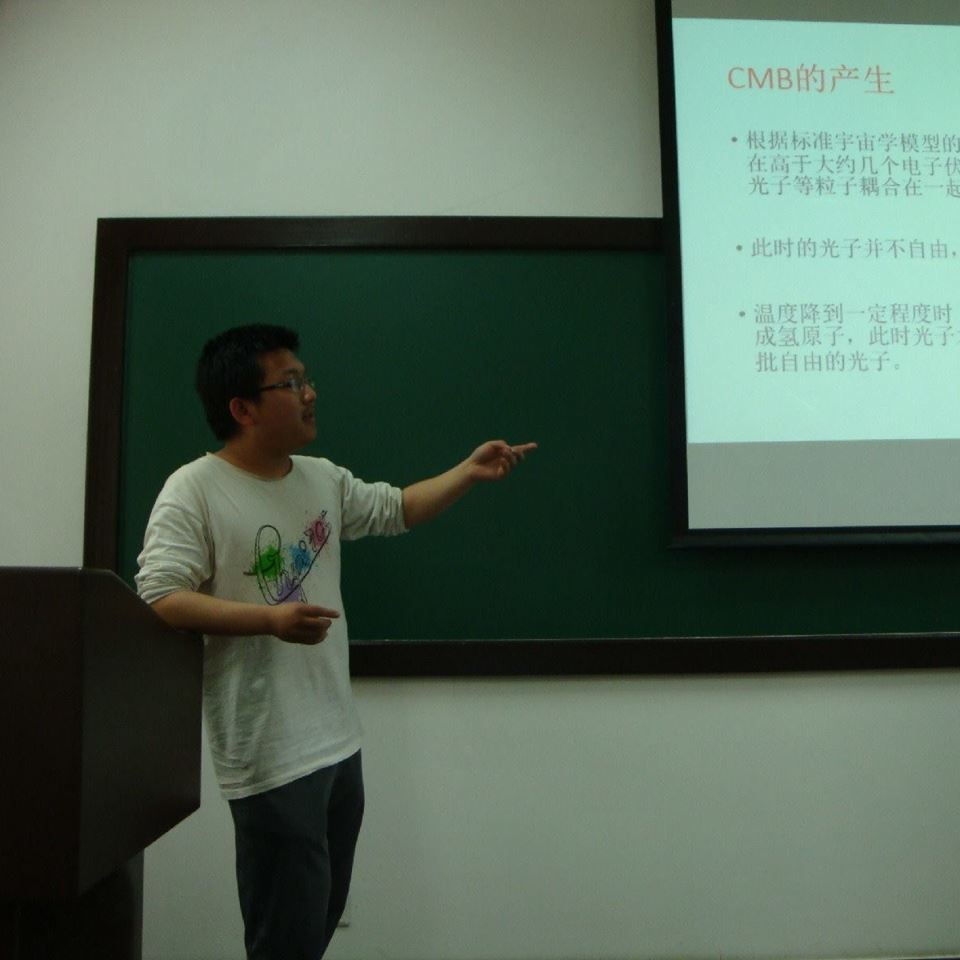 CMB的产生
• 根据标准宇宙学模型的
在高于大约几个电子伏
光子等粒子耦合在一起
• 此时的光子并不自由，
• 温度降到一定程度时
成氢原子，此时光子
批自由的光子。